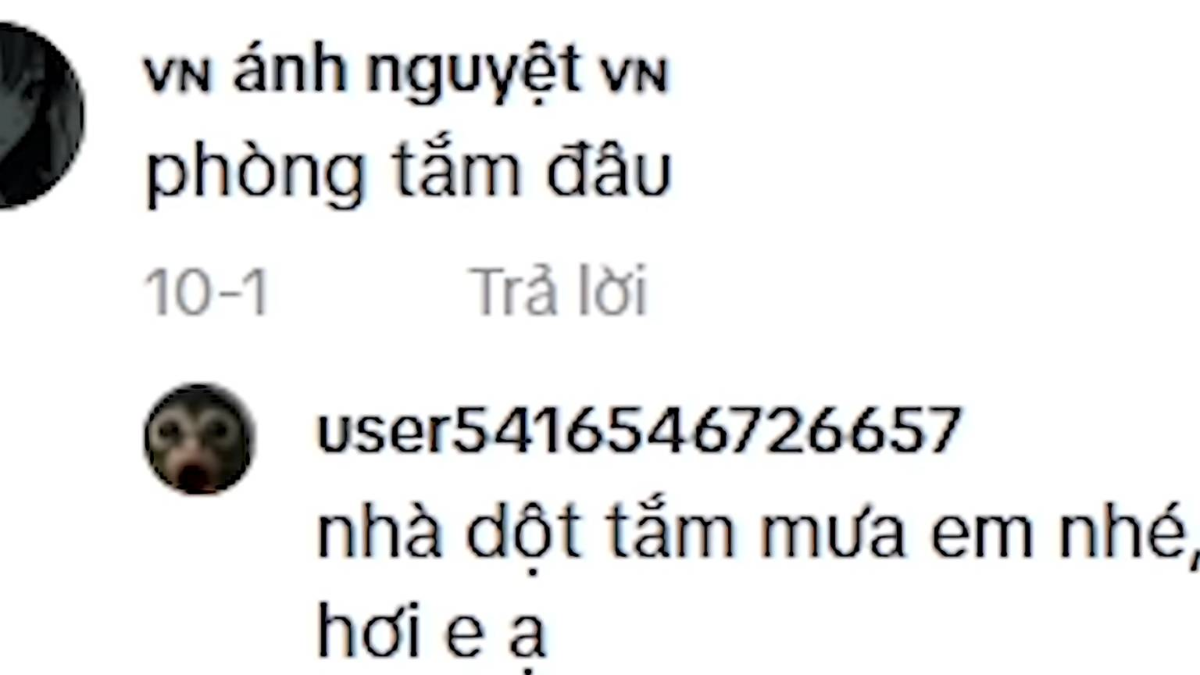 VN ánh nguyệt VN
phòng tắm đâu
10-1 Trả lời
user5416546726657
nhà dột tắm mưa em nhé,
hơi e ạ